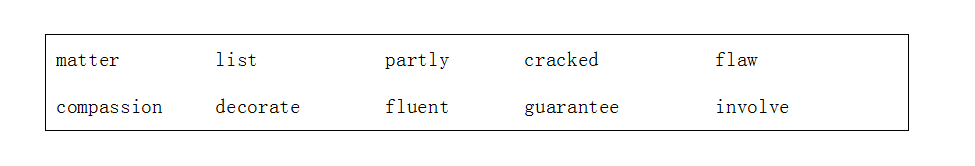 matter list partly cracked flaw
compassion decorate fluent guarantee involve